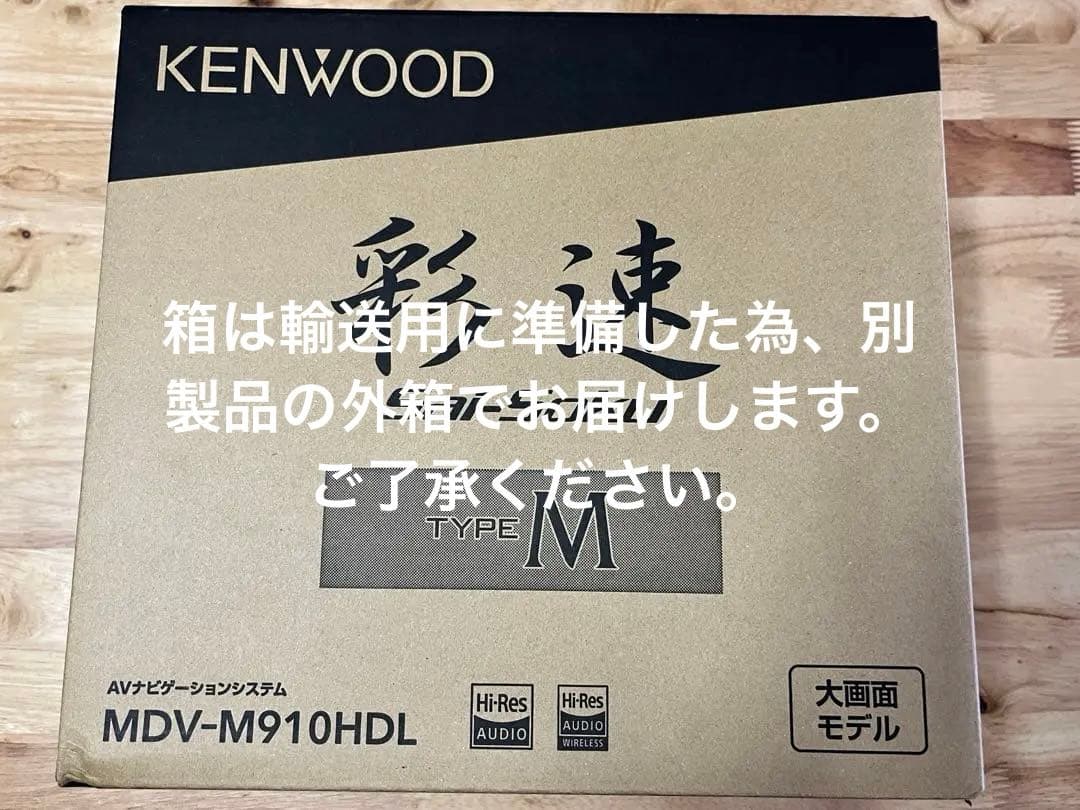 KENWOOD
彩速
箱は輸送用に準備した為、別
製品の外箱でお届けします。
ご了承ください。
TYPE M
AVナビゲーションシステム
MDV-M910HDL
Hi-Res
AUDIO
Hi-Res
AUDIO
WIRELESS
大画面
モデル